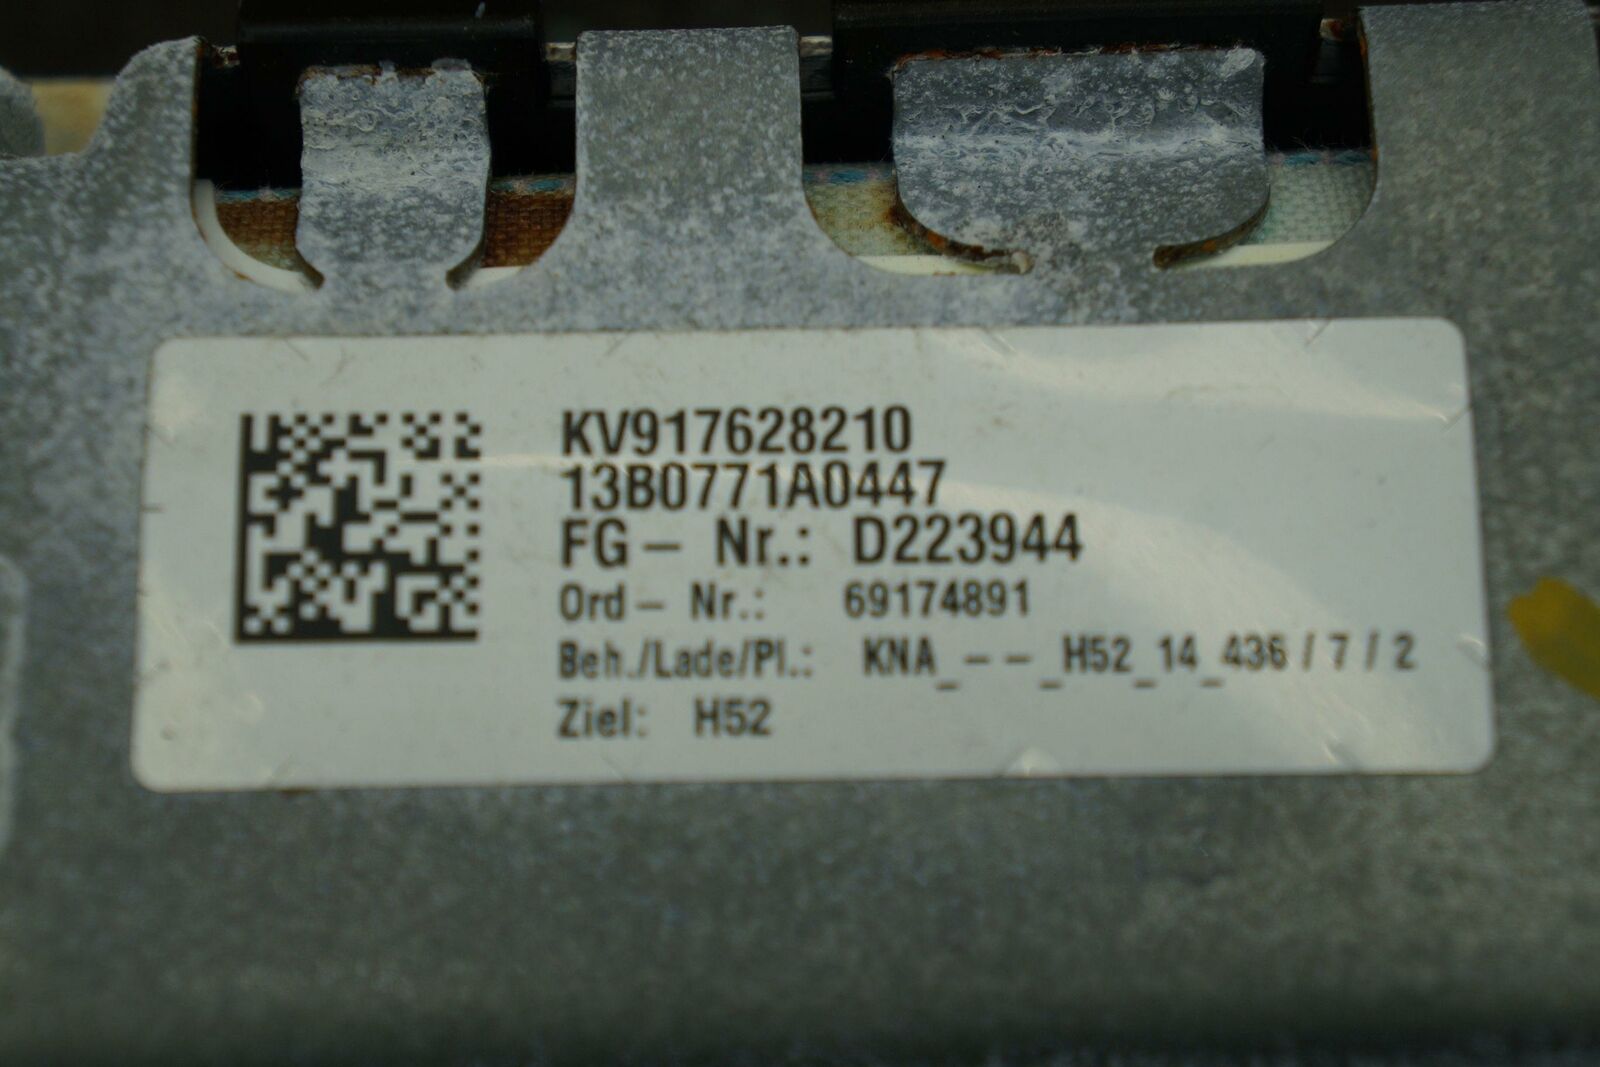 KV917628210
13B0771A0447
FG- Nr.: D223944
Ord- Nr.: 69174891
Beh./Lade/Pl.: KNA_--_H52_14_436/7/2
Ziel: H52